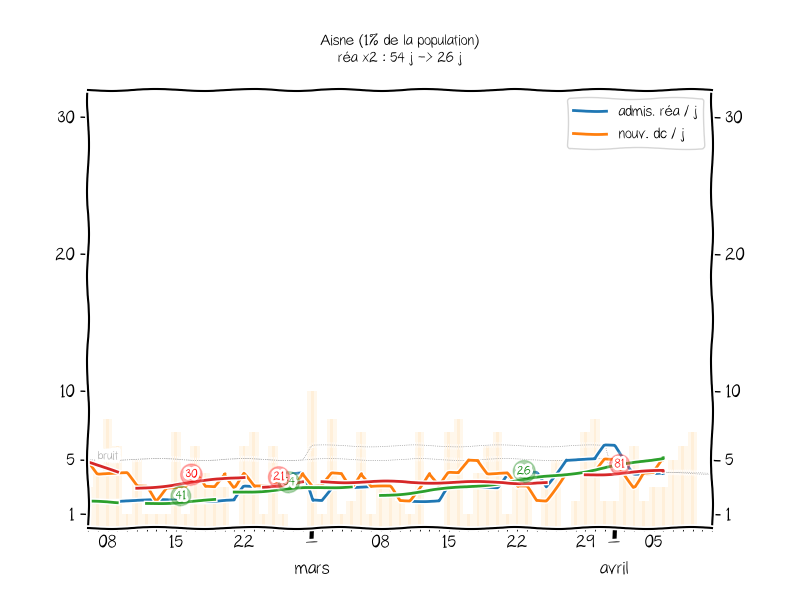 Aisne (1% de la population)
réa x2 : 54 j -> 26 j
admis. réa / j
nouv. dc / j
30 30
20 20
10 10
bruit
5 5
30 21 26 81
41
1 1
08 15 22 08 15 22 29 05
mars avril